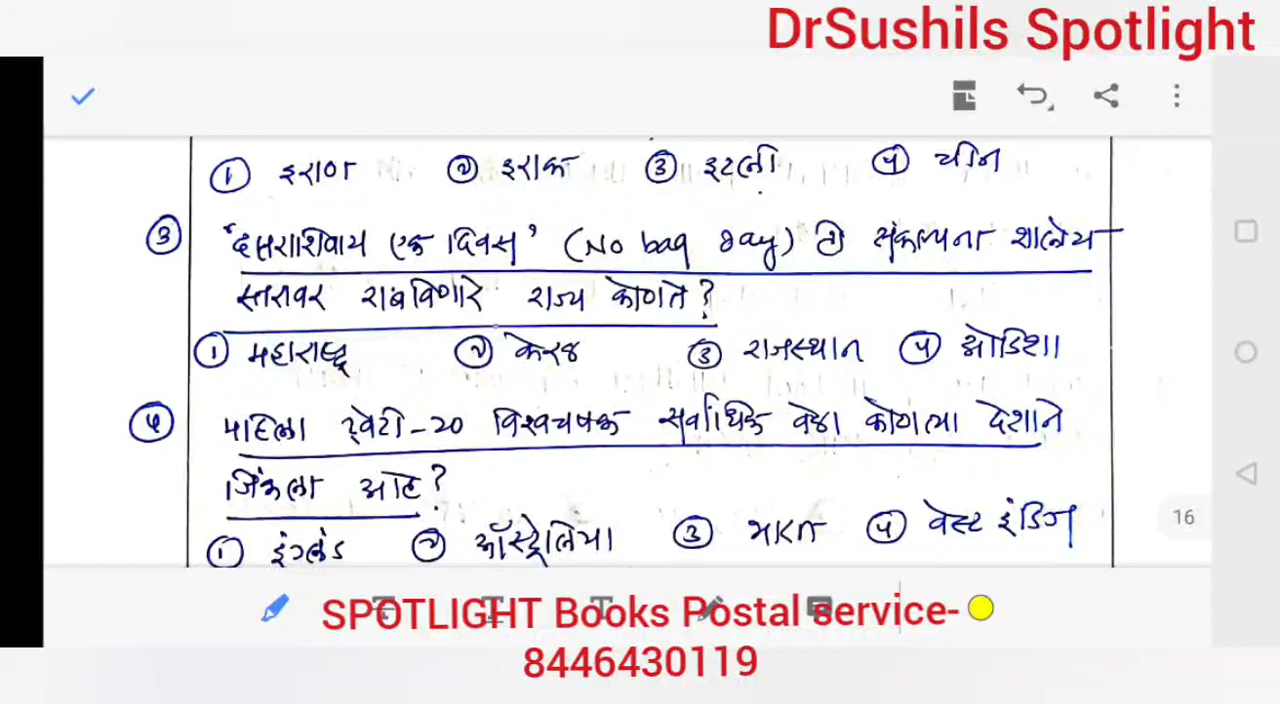 DrSushils Spotlight
① इराण ② इराक ③ इटली ④ चीन
③ 'दप्तराशिवाय एक दिवस' (No bag day) ही संकल्पना शालेय
स्तरावर राबविणारे राज्य कोणते?
① महाराष्ट्र ② केरळ ③ राजस्थान ④ ओडिशा
④ महिला ट्वेंटी-20 विश्वचषक सर्वाधिक वेळा कोणत्या देशाने
जिंकला आहे?
① इंग्लंड ② ऑस्ट्रेलिया ③ भारत ④ वेस्ट इंडिज
16
SPOTLIGHT Books Postal service-
8446430119